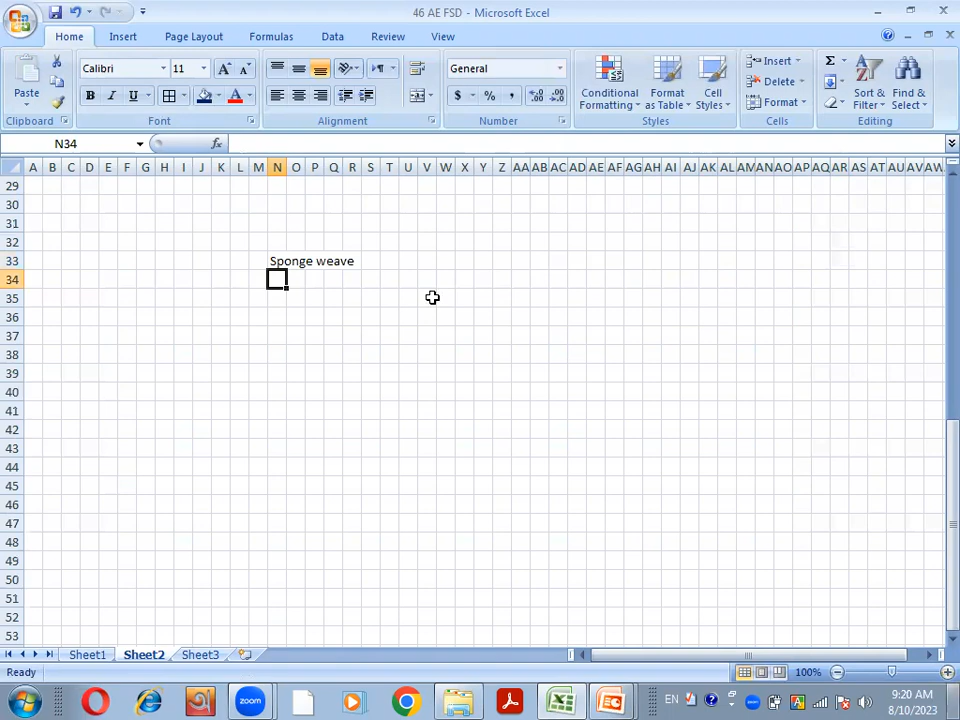 46 AE FSD - Microsoft Excel
Home Insert Page Layout Formulas Data Review View
Paste
Calibri 11
General
Conditional Formatting
Format as Table
Cell Styles
Insert
Delete
Format
Sort & Filter
Find & Select
Clipboard Font Alignment Number Styles Cells Editing
N34 fx
A B C D E F G H I J K L M N O P Q R S T U V W X Y Z AA AB AC AD AE AF AG AH AI AJ AK AL AM AN AO AP AQ AR AS AT AU AV AW
29
30
31
32
33 Sponge weave
34
35
36
37
38
39
40
41
42
43
44
45
46
47
48
49
50
51
52
53
Sheet1 Sheet2 Sheet3
Ready 100%
zoom EN 9:20 AM
8/10/2023